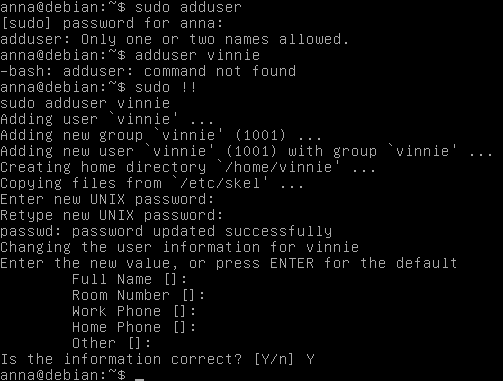 anna@debian:~$ sudo adduser
[sudo] password for anna:
adduser: Only one or two names allowed.
anna@debian:~$ adduser vinnie
-bash: adduser: command not found
anna@debian:~$ sudo !!
sudo adduser vinnie
Adding user `vinnie' ...
Adding new group `vinnie' (1001) ...
Adding new user `vinnie' (1001) with group `vinnie' ...
Creating home directory `/home/vinnie' ...
Copying files from `/etc/skel' ...
Enter new UNIX password:
Retype new UNIX password:
passwd: password updated successfully
Changing the user information for vinnie
Enter the new value, or press ENTER for the default
        Full Name []:
        Room Number []:
        Work Phone []:
        Home Phone []:
        Other []:
Is the information correct? [Y/n] Y
anna@debian:~$ _